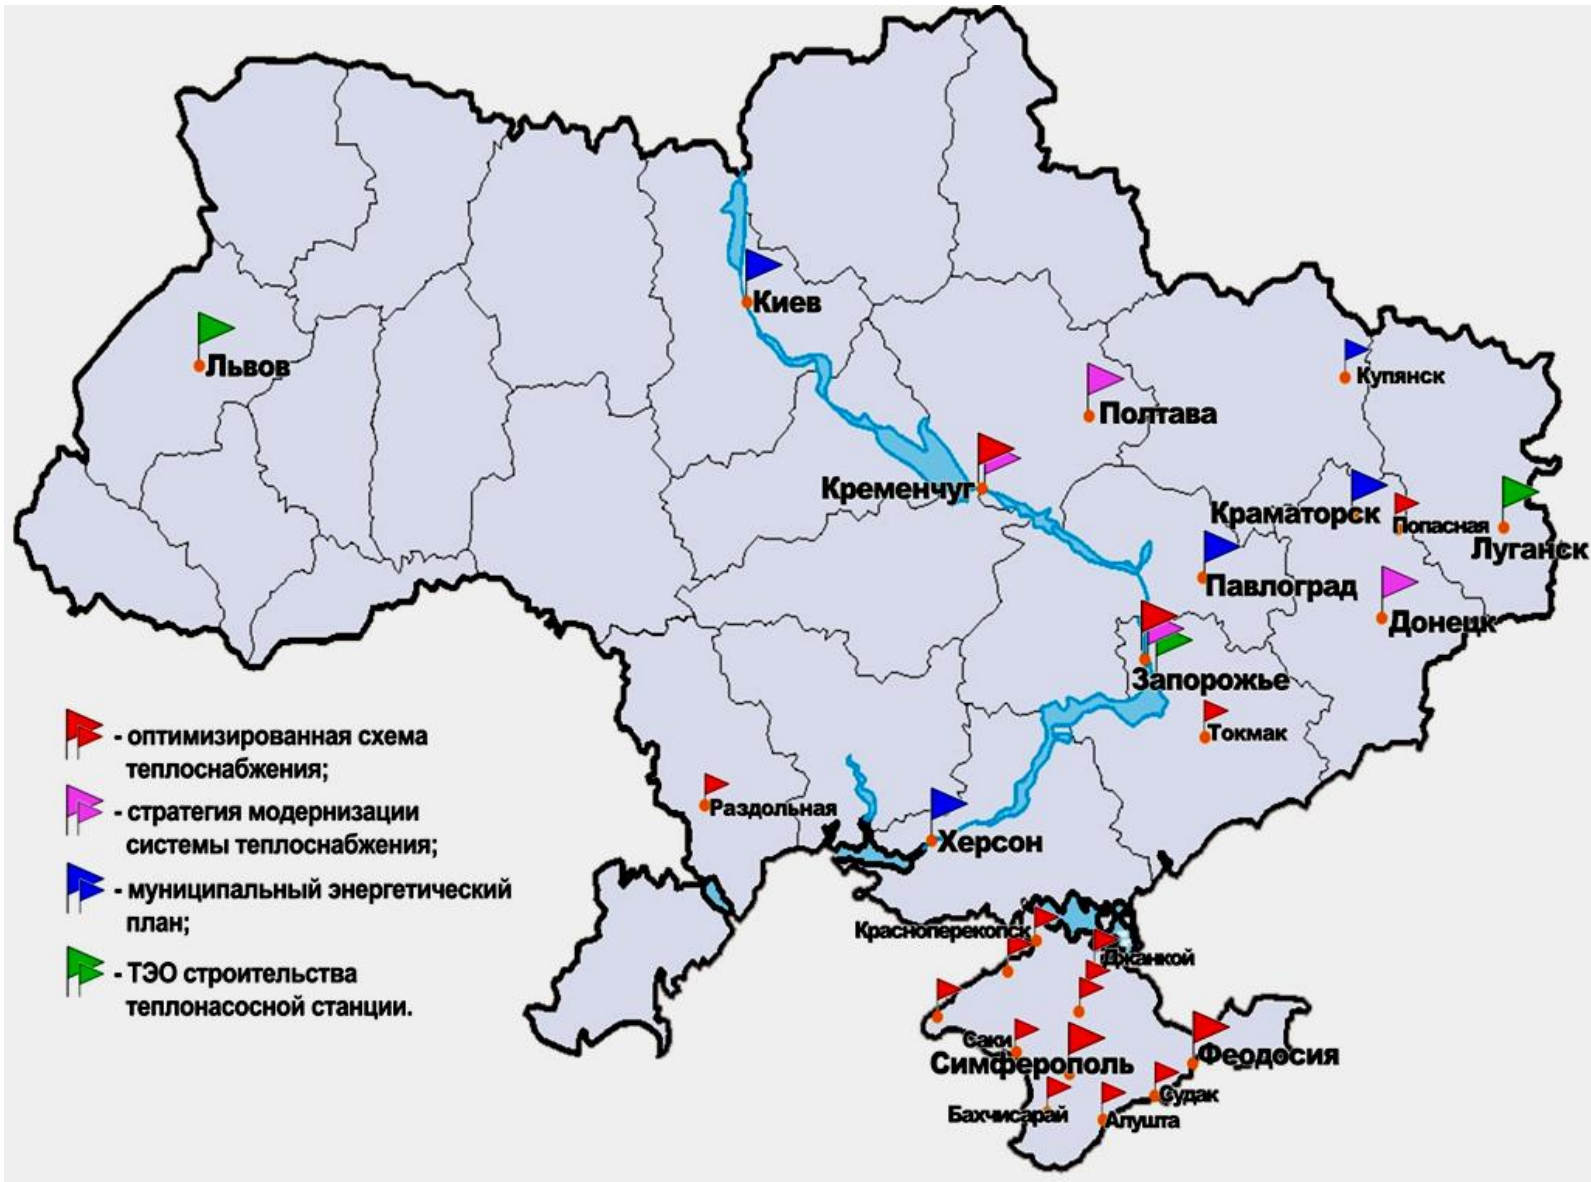 Киев
Львов
Купянск
Полтава
Кременчуг
Краматорск
Попасная
Луганск
Павлоград
Донецк
Запорожье
Токмак
- оптимизированная схема
теплоснабжения;
- стратегия модернизации
системы теплоснабжения;
- муниципальный энергетический
план;
- ТЭО строительства
теплонасосной станции.
Раздольная
Херсон
Красноперекопск
Джанкой
Саки
Симферополь
Феодосия
Судак
Бахчисарай
Алушта